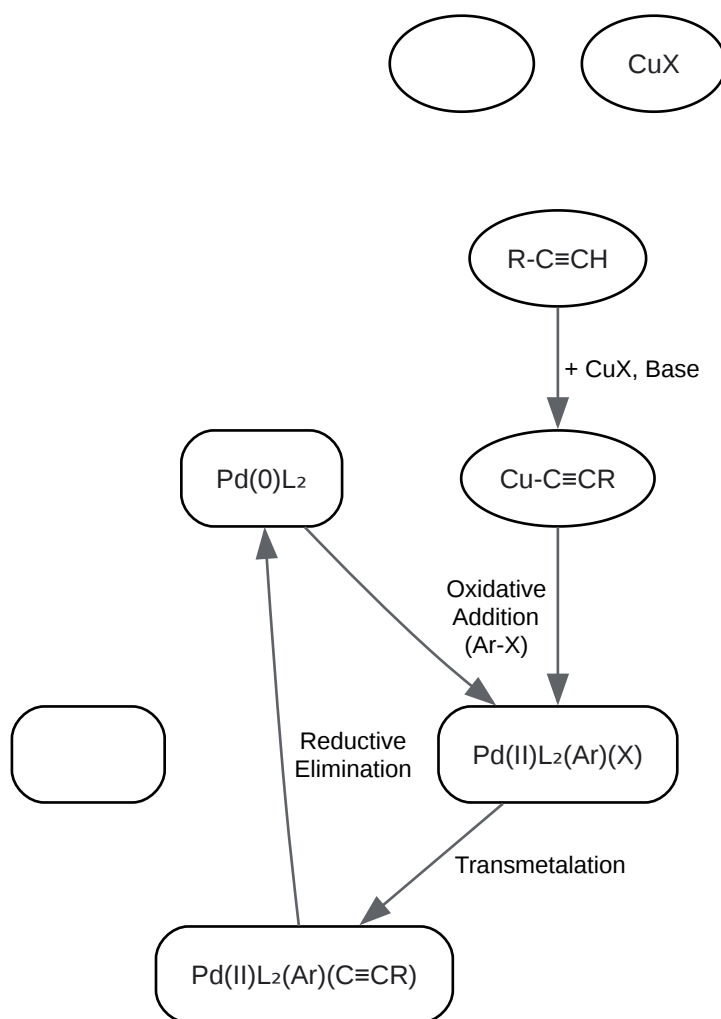 CuX
R-C≡CH
+ CuX, Base
Pd(0)L₂
Cu-C≡CR
Oxidative
Addition
(Ar-X)
Reductive
Elimination
Pd(II)L₂(Ar)(X)
Transmetalation
Pd(II)L₂(Ar)(C≡CR)